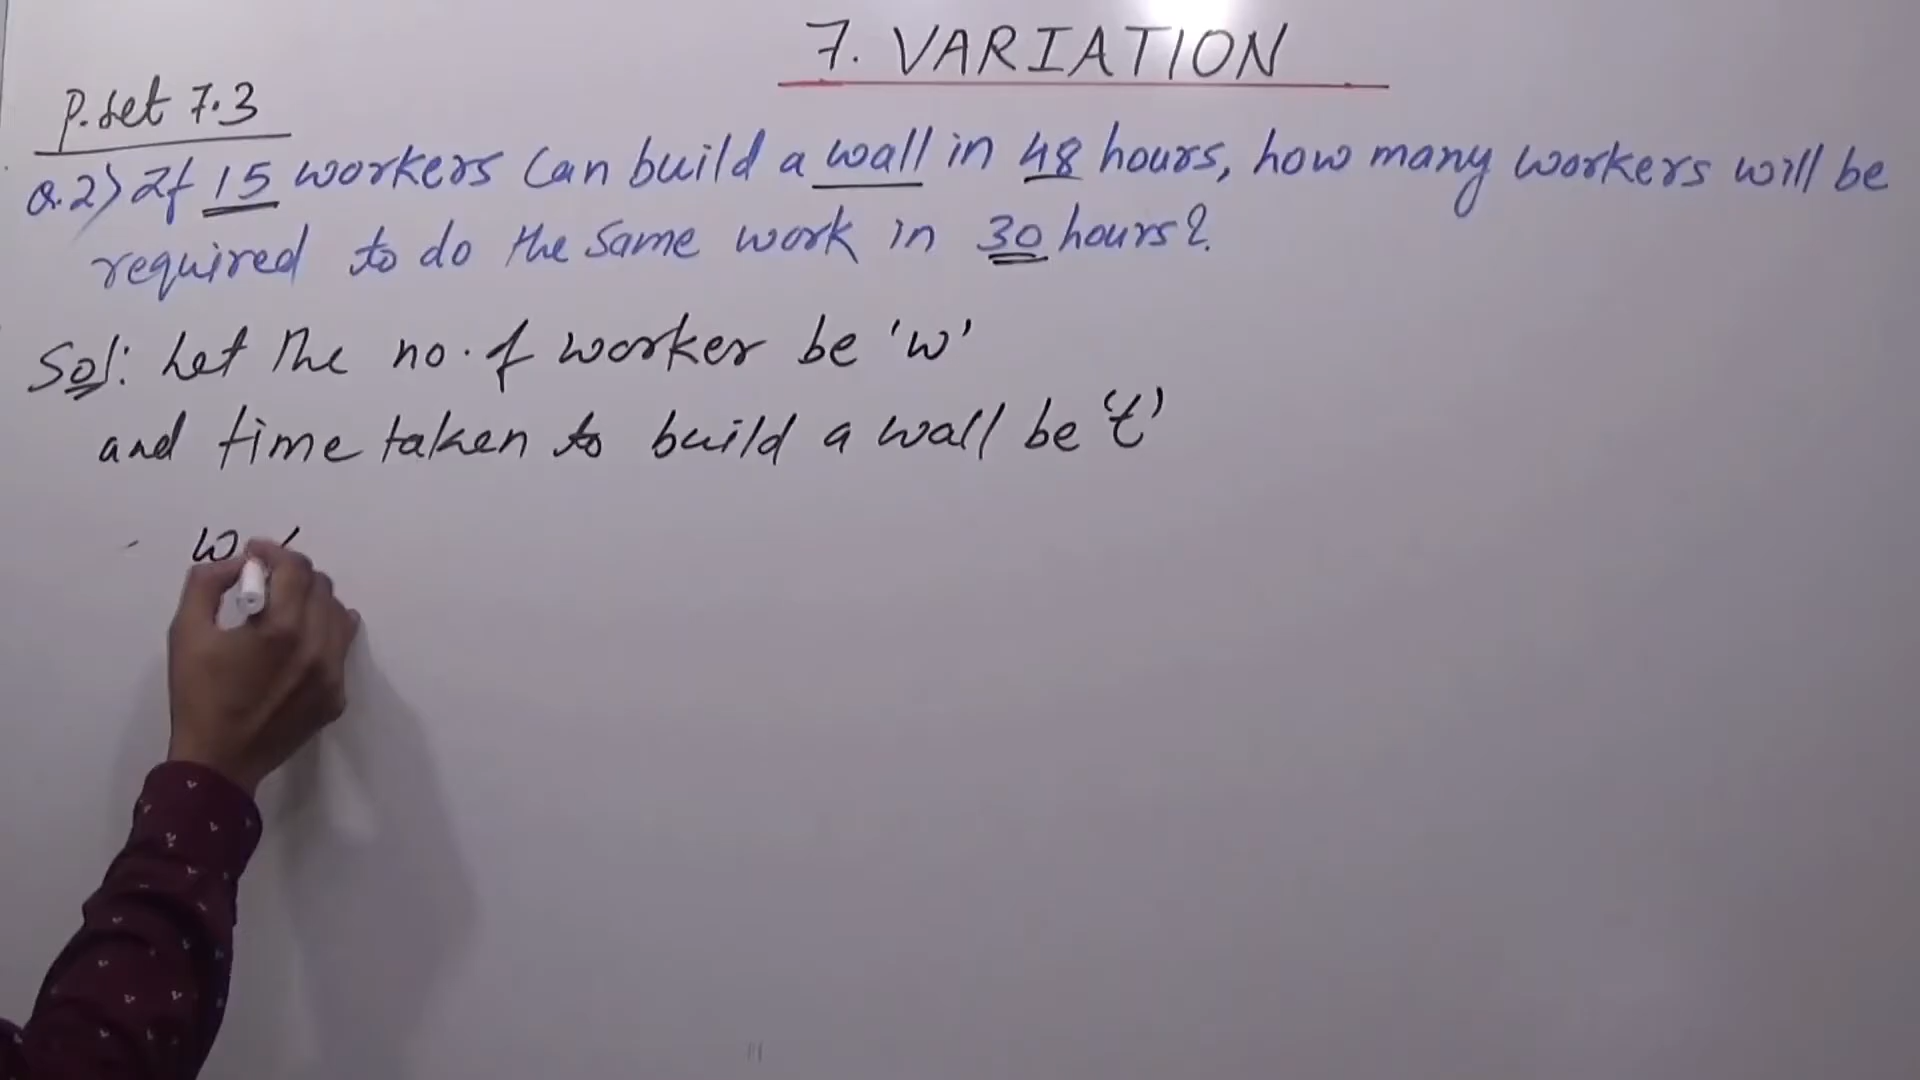 7. VARIATION
P. set 7.3
Q.2) If 15 workers can build a wall in 48 hours, how many workers will be
required to do the same work in 30 hours?
Sol: Let the no. of worker be 'w'
and time taken to build a wall be 't'
w